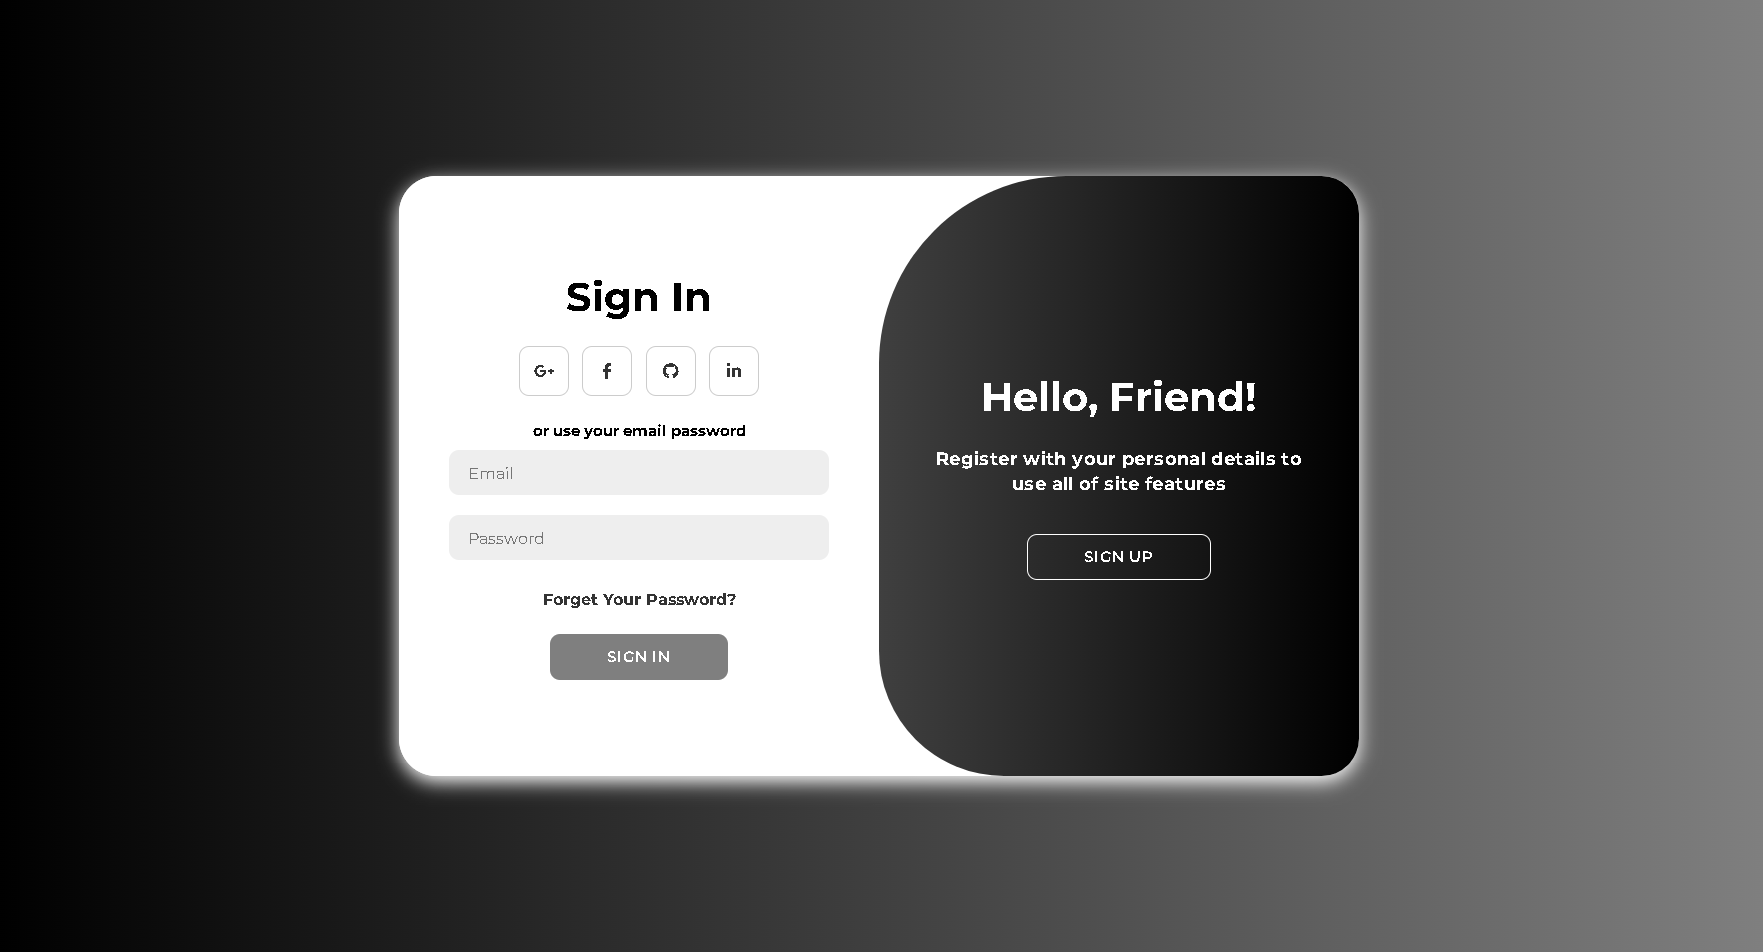 Sign In
G+ f in
or use your email password
Email
Password
Forget Your Password?
SIGN IN
Hello, Friend!
Register with your personal details to
use all of site features
SIGN UP